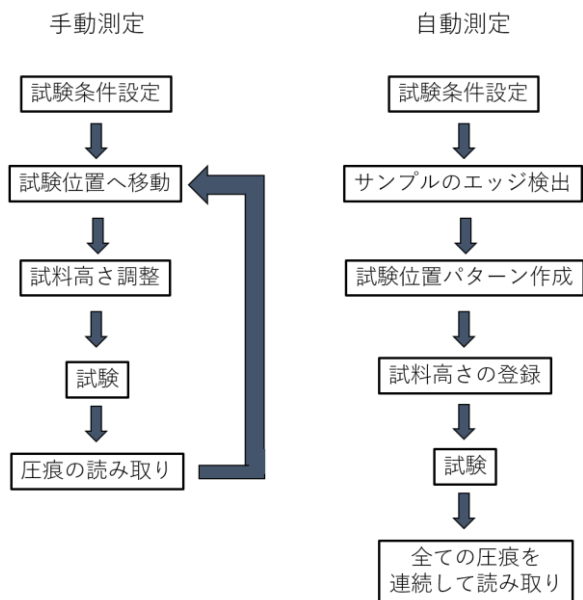 手動測定
試験条件設定
試験位置へ移動
試料高さ調整
試験
圧痕の読み取り
自動測定
試験条件設定
サンプルのエッジ検出
試験位置パターン作成
試料高さの登録
試験
全ての圧痕を
連続して読み取り